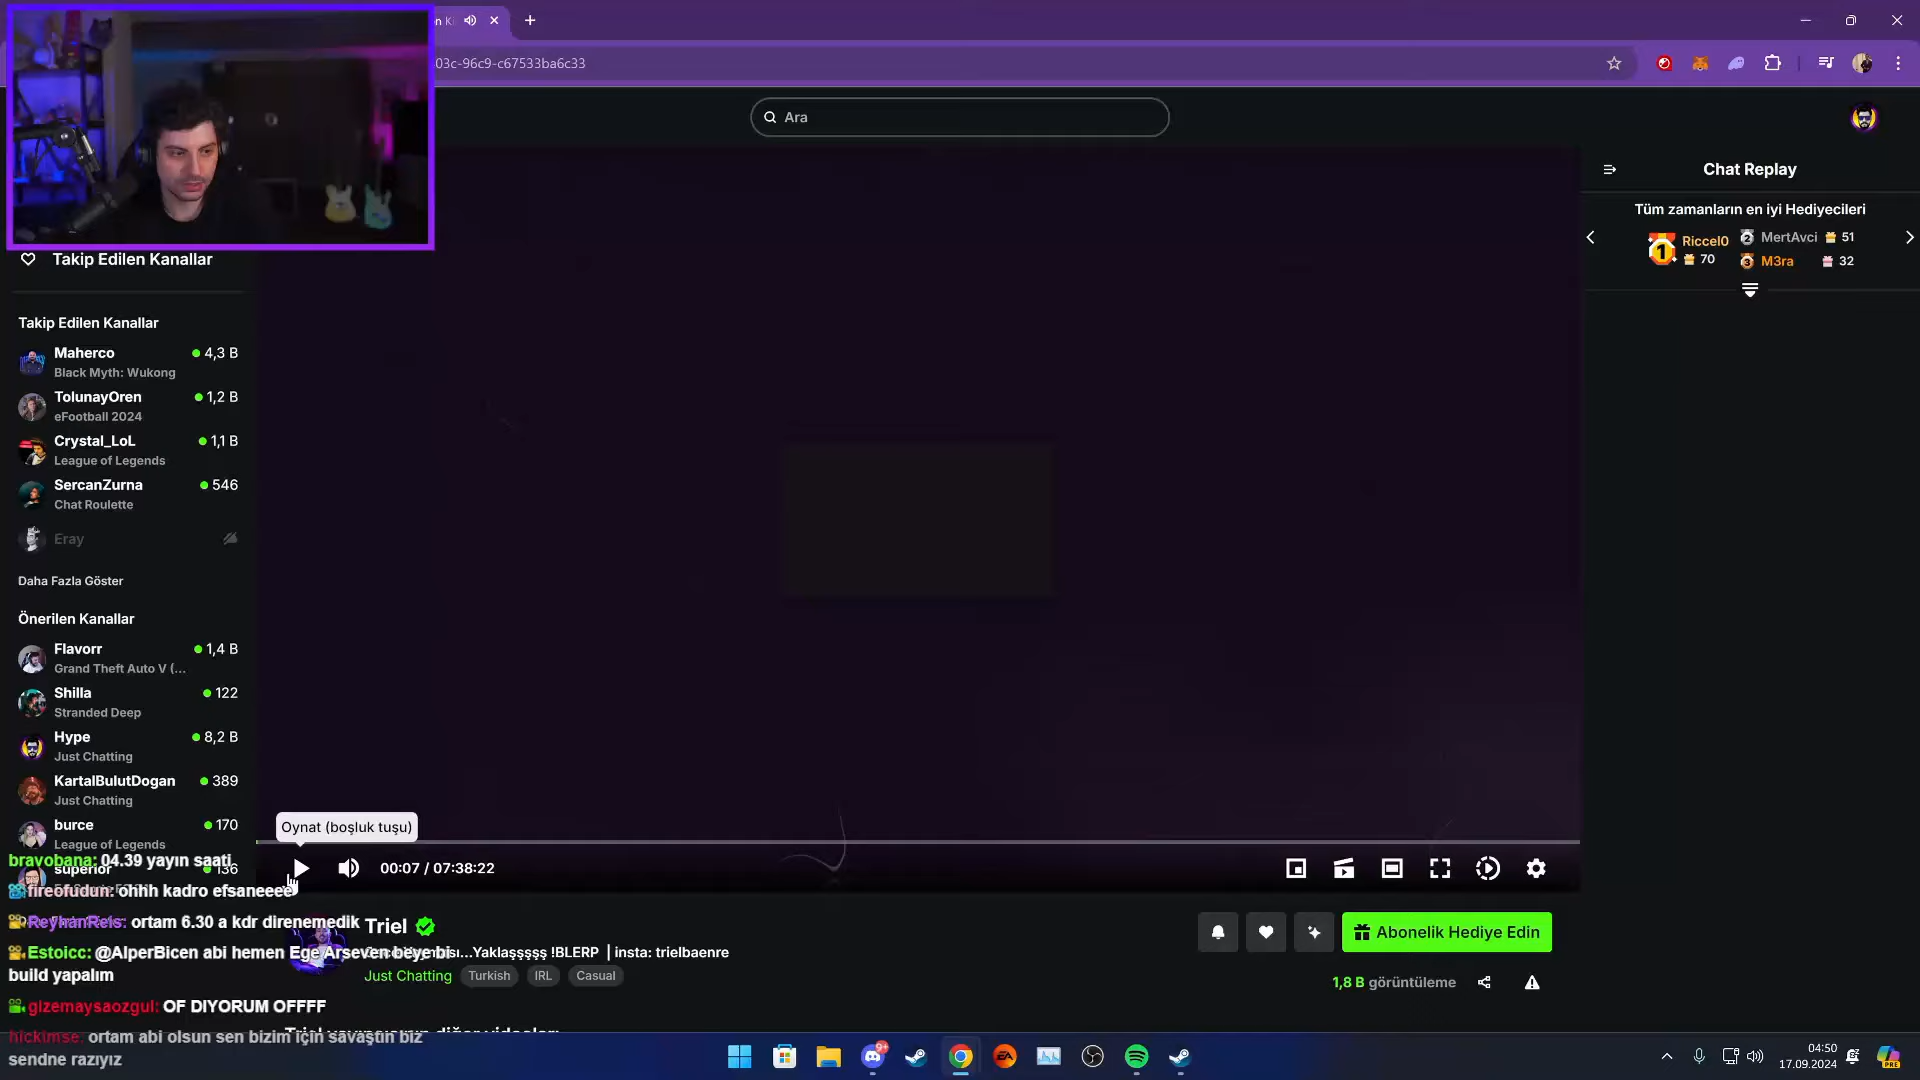 03c-96c9-c67533ba6c33
Ara
Chat Replay
Tüm zamanların en iyi Hediyecileri
1 Riccel0 70
2 MertAvci 51
3 M3ra 32
Takip Edilen Kanallar
Takip Edilen Kanallar
Maherco 4,3 B
Black Myth: Wukong
TolunayOren 1,2 B
eFootball 2024
Crystal_LoL 1,1 B
League of Legends
SercanZurna 546
Chat Roulette
Eray
Daha Fazla Göster
Önerilen Kanallar
Flavorr 1,4 B
Grand Theft Auto V (...
Shilla 122
Stranded Deep
Hype 8,2 B
Just Chatting
KartalBulutDogan 389
Just Chatting
burce 170
League of Legends
superior 136
bravobana: 04.39 yayın saati
fireofudun: ohhh kadro efsaneeee
ReyhanReis: ortam 6.30 a kdr direnemedik
Estoicc: @AlperBicen abi hemen Ege Arseven beye bi
build yapalım
gizemaysaozgul: OF DIYORUM OFFFF
hickimse: ortam abi olsun sen bizim için savaştın biz
sendne razıyız
Oynat (boşluk tuşu)
00:07 / 07:38:22
Triel
...Yaklaşşşşş !BLERP | insta: trielbaenre
Just Chatting Turkish IRL Casual
Abonelik Hediye Edin
1,8 B görüntüleme
9+
04:50
17.09.2024
PRE